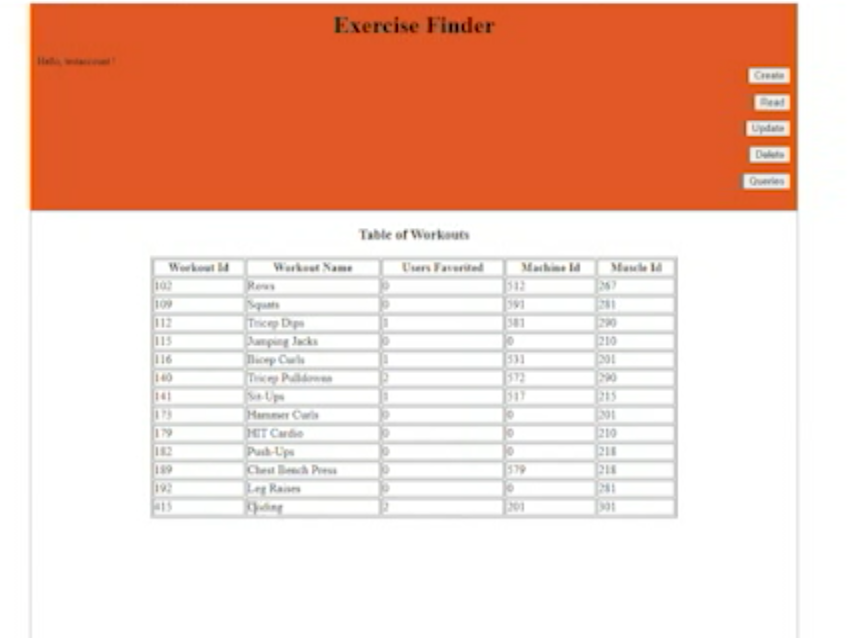 Exercise Finder
Hello, testaccount!
Create
Read
Update
Delete
Queries
Table of Workouts
Workout Id Workout Name Users Favorited Machine Id Muscle Id
102 Rows 0 512 267
109 Squats 0 591 281
112 Tricep Dips 1 581 290
115 Jumping Jacks 0 0 210
116 Bicep Curls 1 531 201
140 Tricep Pulldowns 2 572 290
141 Sit-Ups 1 517 215
173 Hammer Curls 0 0 201
179 HIT Cardio 0 0 210
182 Push-Ups 0 0 218
189 Chest Bench Press 0 579 218
192 Leg Raises 0 0 281
415 2 201 301